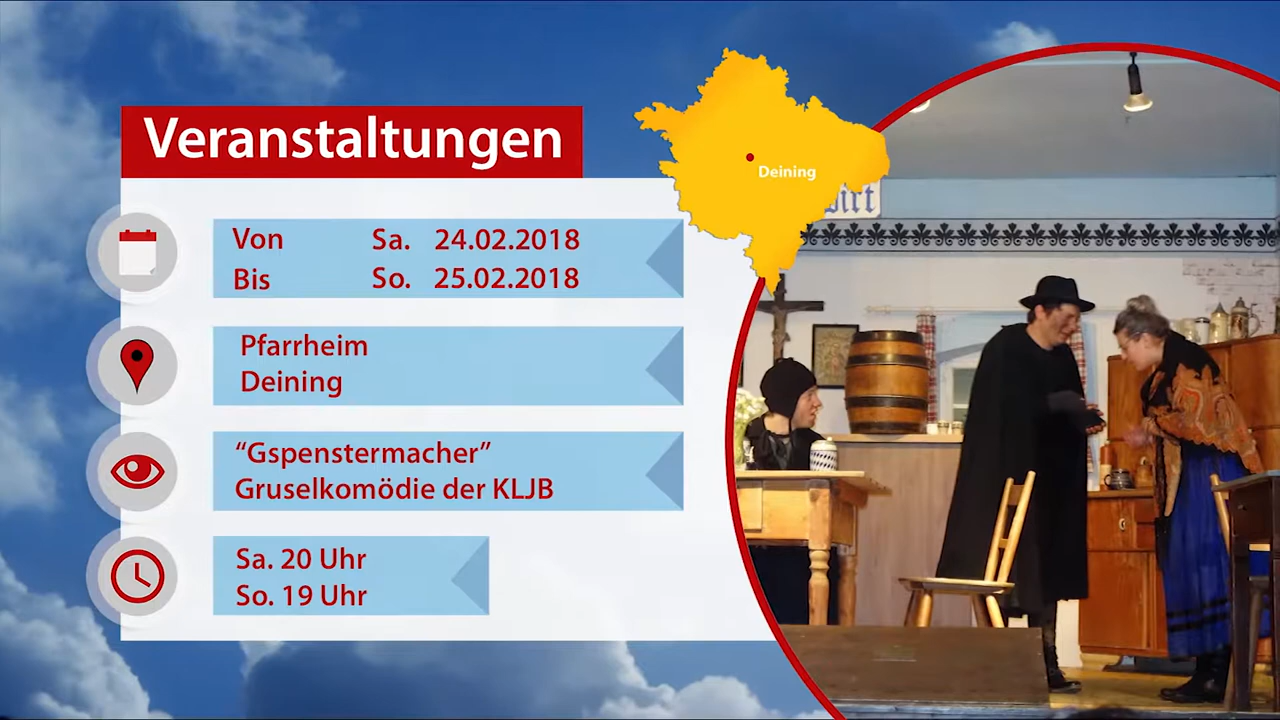 Veranstaltungen
Deining
Von Sa. 24.02.2018
Bis So. 25.02.2018
Pfarrheim
Deining
“Gspenstermacher”
Gruselkomödie der KLJB
Sa. 20 Uhr
So. 19 Uhr